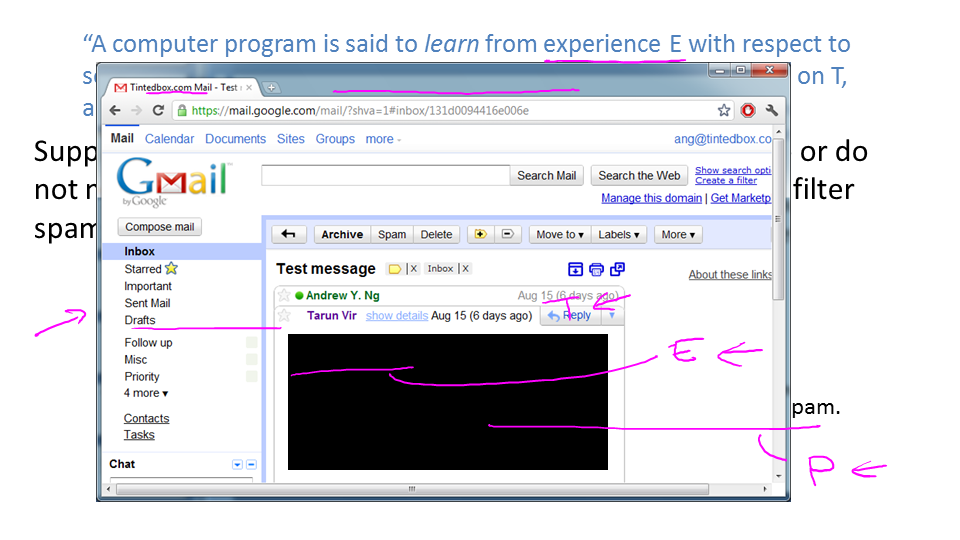 “A computer program is said to learn from experience E with respect to
on T,
a
Supp or do
not filter
spam
pam.
Tintedbox.com Mail - Test
https://mail.google.com/mail/?shva=1#inbox/131d0094416e006e
Mail Calendar Documents Sites Groups more
ang@tintedbox.co
Gmail
by Google
Search Mail Search the Web Show search opti
Create a filter
Manage this domain | Get Marketp
Compose mail
Inbox
Starred
Important
Sent Mail
Drafts
Follow up
Misc
Priority
4 more ▾
Contacts
Tasks
Chat
Archive Spam Delete Move to ▾ Labels ▾ More ▾
Test message X Inbox X
About these links
Andrew Y. Ng Aug 15 (6 days ago)
Tarun Vir show details Aug 15 (6 days ago) Reply
T
E
P